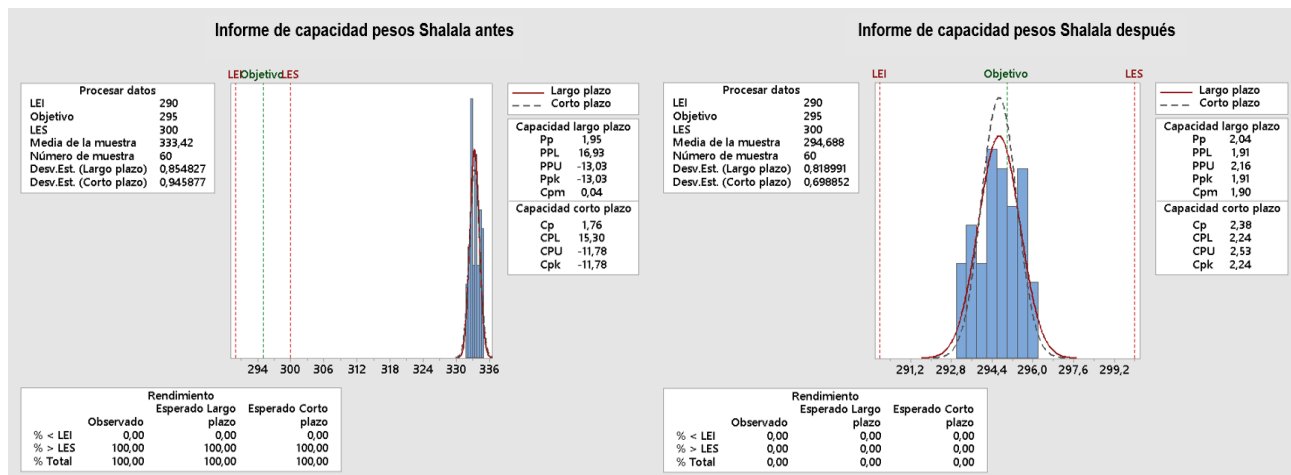 Informe de capacidad pesos Shalala antes
LEI Objetivo LES
Procesar datos
LEI 290
Objetivo 295
LES 300
Media de la muestra 333,42
Número de muestra 60
Desv.Est. (Largo plazo) 0,854827
Desv.Est. (Corto plazo) 0,945877
Largo plazo
Corto plazo
Capacidad largo plazo
Pp 1,95
PPL 16,93
PPU -13,03
Ppk -13,03
Cpm 0,04
Capacidad corto plazo
Cp 1,76
CPL 15,30
CPU -11,78
Cpk -11,78
294 300 306 312 318 324 330 336
Rendimiento
Esperado Largo Esperado Corto
Observado plazo plazo
% < LEI 0,00 0,00 0,00
% > LES 100,00 100,00 100,00
% Total 100,00 100,00 100,00
Informe de capacidad pesos Shalala después
LEI Objetivo LES
Procesar datos
LEI 290
Objetivo 295
LES 300
Media de la muestra 294,688
Número de muestra 60
Desv.Est. (Largo plazo) 0,818991
Desv.Est. (Corto plazo) 0,698852
Largo plazo
Corto plazo
Capacidad largo plazo
Pp 2,04
PPL 1,91
PPU 2,16
Ppk 1,91
Cpm 1,90
Capacidad corto plazo
Cp 2,38
CPL 2,24
CPU 2,53
Cpk 2,24
291,2 292,8 294,4 296,0 297,6 299,2
Rendimiento
Esperado Largo Esperado Corto
Observado plazo plazo
% < LEI 0,00 0,00 0,00
% > LES 0,00 0,00 0,00
% Total 0,00 0,00 0,00